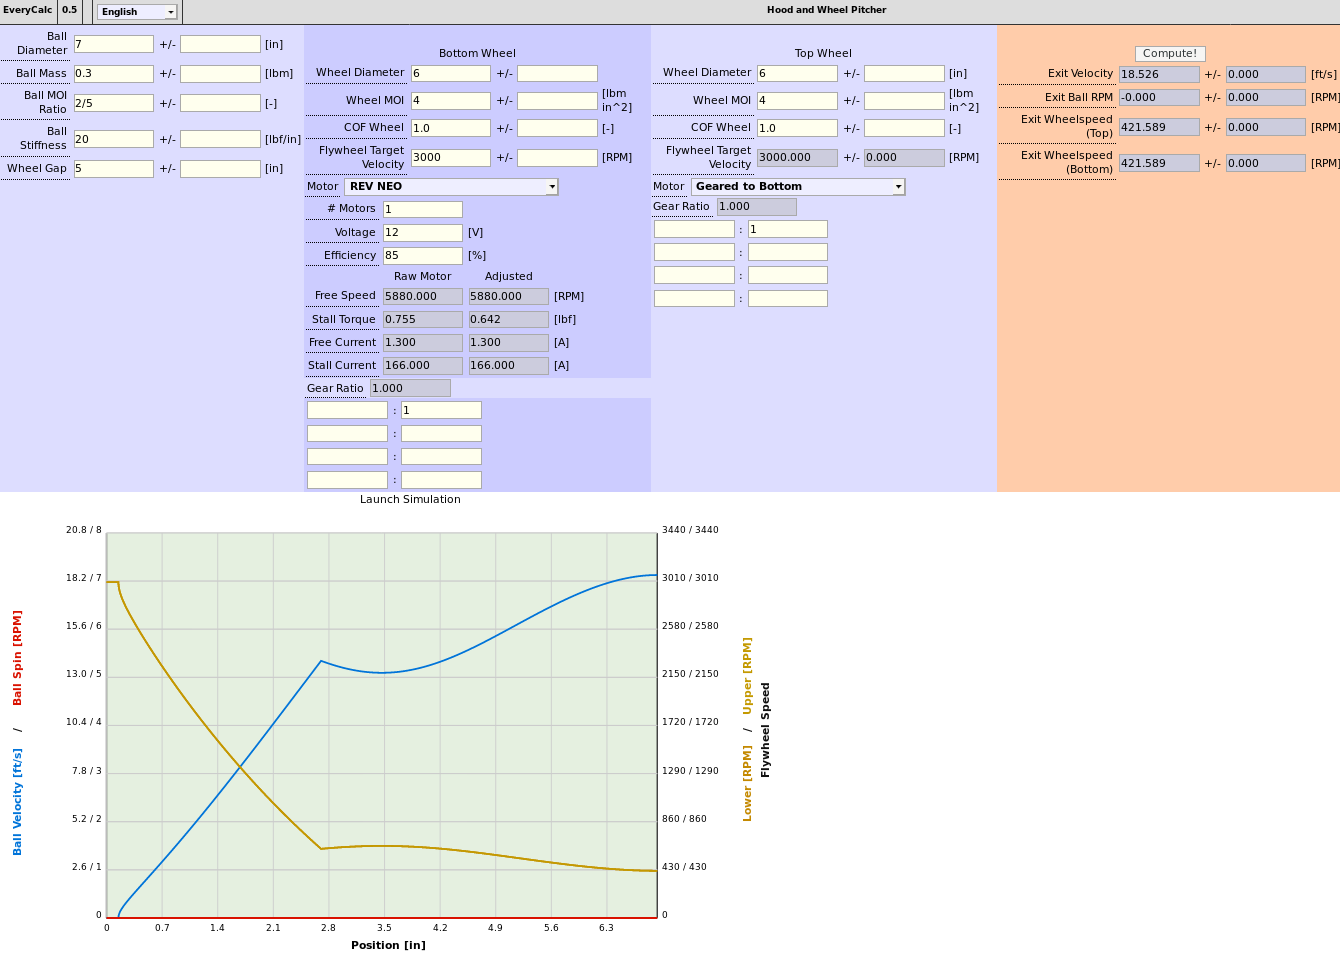 EveryCalc 0.5 English Hood and Wheel Pitcher
Ball
Diameter 7 +/- [in]
Ball Mass 0.3 +/- [lbm]
Ball MOI
Ratio 2/5 +/- [-]
Ball
Stiffness 20 +/- [lbf/in]
Wheel Gap 5 +/- [in]
Bottom Wheel
Wheel Diameter 6 +/-
Wheel MOI 4 +/- [lbm
in^2]
COF Wheel 1.0 +/- [-]
Flywheel Target
Velocity 3000 +/- [RPM]
Motor REV NEO
# Motors 1
Voltage 12 [V]
Efficiency 85 [%]
Raw Motor Adjusted
Free Speed 5880.000 5880.000 [RPM]
Stall Torque 0.755 0.642 [lbf]
Free Current 1.300 1.300 [A]
Stall Current 166.000 166.000 [A]
Gear Ratio 1.000
: 1
:
:
:
Top Wheel
Wheel Diameter 6 +/- [in]
Wheel MOI 4 +/- [lbm
in^2]
COF Wheel 1.0 +/- [-]
Flywheel Target
Velocity 3000.000 +/- 0.000 [RPM]
Motor Geared to Bottom
Gear Ratio 1.000
: 1
:
:
:
Compute!
Exit Velocity 18.526 +/- 0.000 [ft/s]
Exit Ball RPM -0.000 +/- 0.000 [RPM]
Exit Wheelspeed
(Top) 421.589 +/- 0.000 [RPM]
Exit Wheelspeed
(Bottom) 421.589 +/- 0.000 [RPM]
Launch Simulation
20.8 / 8 3440 / 3440
18.2 / 7 3010 / 3010
15.6 / 6 2580 / 2580
13.0 / 5 2150 / 2150
10.4 / 4 1720 / 1720
7.8 / 3 1290 / 1290
5.2 / 2 860 / 860
2.6 / 1 430 / 430
0 0
0 0.7 1.4 2.1 2.8 3.5 4.2 4.9 5.6 6.3
Position [in]
Ball Velocity [ft/s] / Ball Spin [RPM]
Lower [RPM] / Upper [RPM]
Flywheel Speed